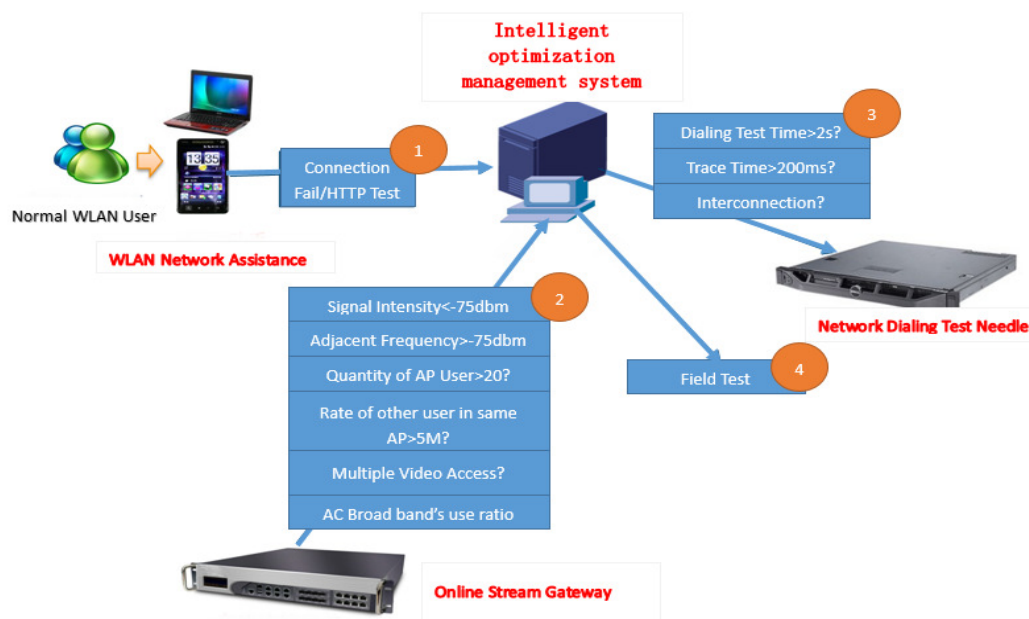 Intelligent
optimization
management system
3
Dialing Test Time>2s?
Trace Time>200ms?
Interconnection?
1
Connection
Fail/HTTP Test
13:35
Normal WLAN User
WLAN Network Assistance
2
Signal Intensity<-75dbm
Adjacent Frequency>-75dbm
Quantity of AP User>20?
Rate of other user in same
AP>5M?
Multiple Video Access?
AC Broad band's use ratio
Network Dialing Test Needle
4
Field Test
Online Stream Gateway